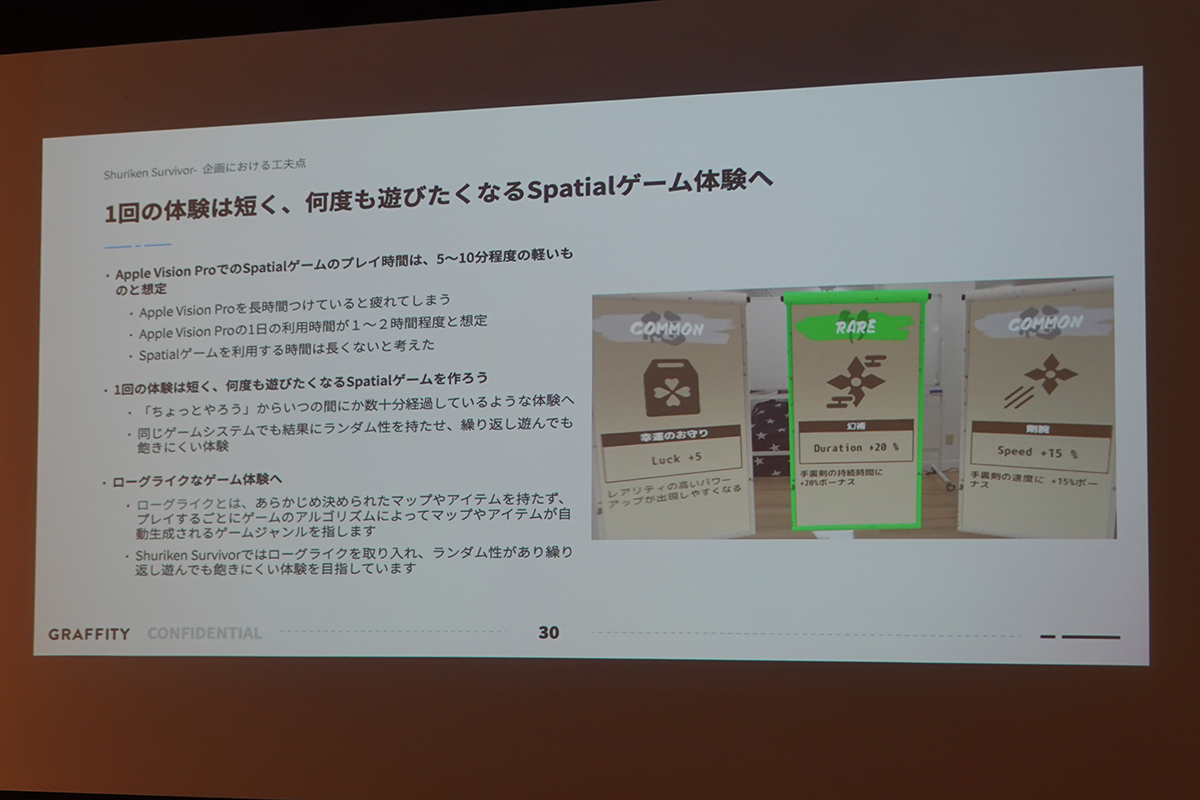 Shuriken Survivor- 企画における工夫点
1回の体験は短く、何度も遊びたくなるSpatialゲーム体験へ
・Apple Vision ProでのSpatialゲームのプレイ時間は、5〜10分程度の軽いも
のと想定
・Apple Vision Proを長時間つけていると疲れてしまう
・Apple Vision Proの1日の利用時間が１〜２時間程度と想定
・Spatialゲームを利用する時間は長くないと考えた
・1回の体験は短く、何度も遊びたくなるSpatialゲームを作ろう
・「ちょっとやろう」からいつの間にか数十分経過しているような体験へ
・同じゲームシステムでも結果にランダム性を持たせ、繰り返し遊んでも
飽きにくい体験
・ローグライクなゲーム体験へ
・ローグライクとは、あらかじめ決められたマップやアイテムを持たず、
プレイするごとにゲームのアルゴリズムによってマップやアイテムが自
動生成されるゲームジャンルを指します
・Shuriken Survivorではローグライクを取り入れ、ランダム性があり繰り
返し遊んでも飽きにくい体験を目指しています
COMMON
幸運のお守り
Luck +5
レアリティの高いパワー
アップが出現しやすくなる
RARE
幻術
Duration +20 %
手裏剣の持続時間に
+20%ボーナス
COMMON
剛腕
Speed +15 %
手裏剣の速度に +15%ボー
ナス
GRAFFITY CONFIDENTIAL
30